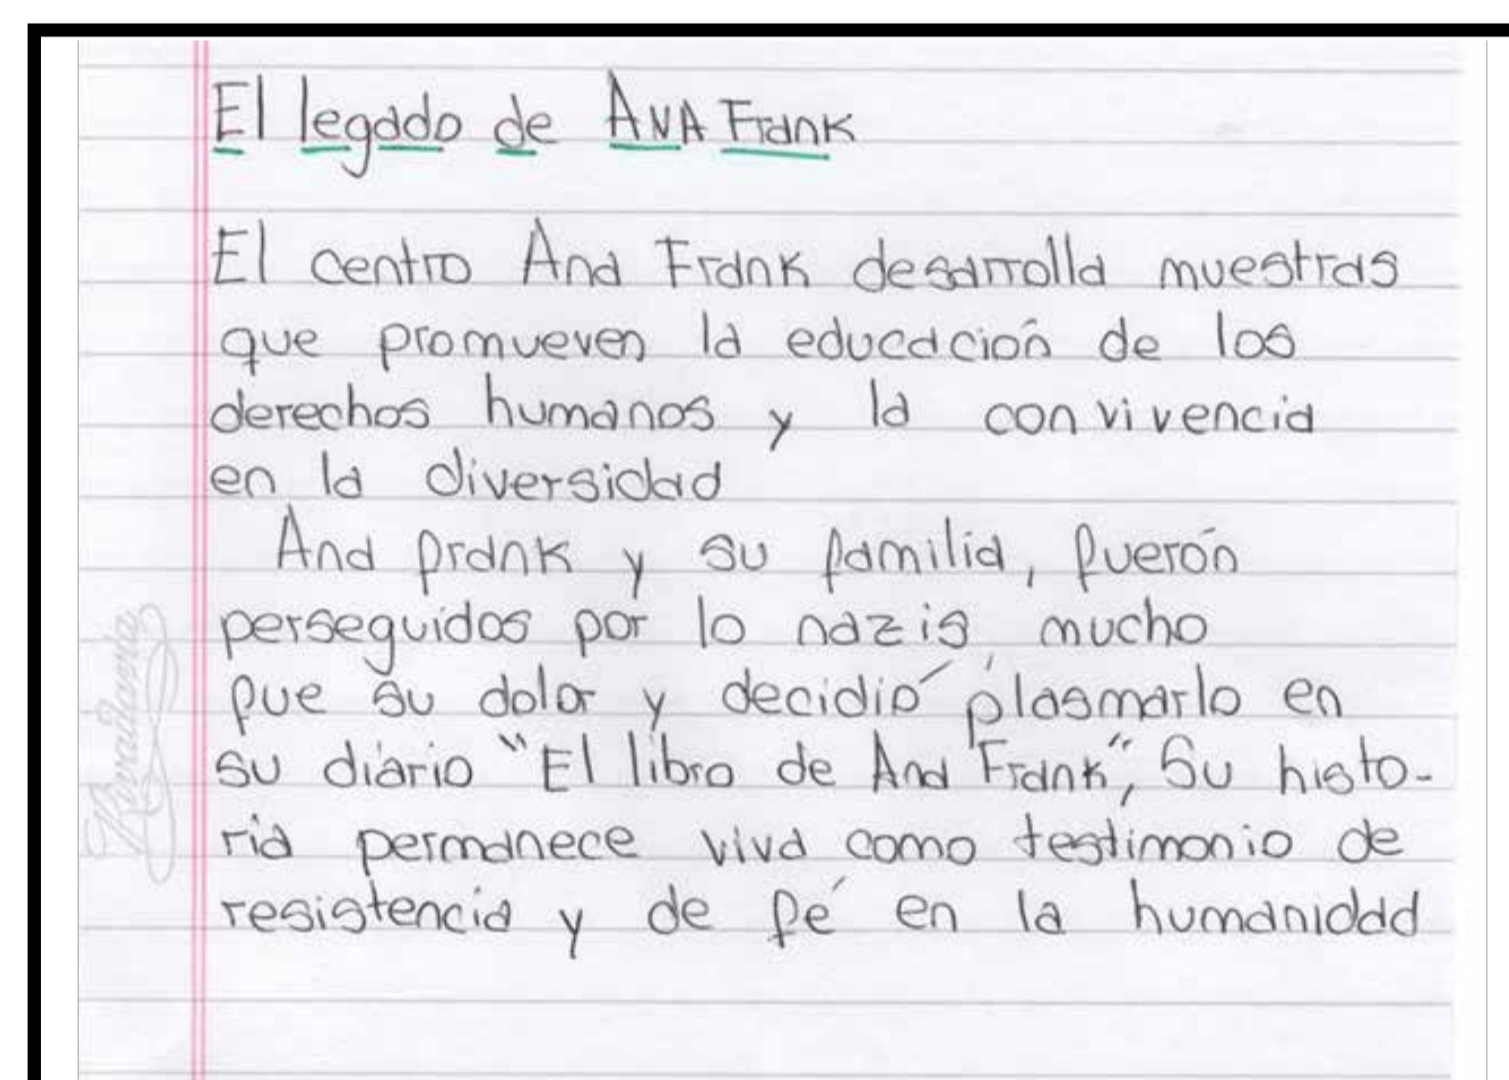 El legado de ANA Frank
El centro Ana Frank desarrolla muestras
que promueven la educación de los
derechos humanos y la convivencia
en la diversidad
Ana frank y su familia, fuerón
perseguidos por lo nazis, mucho
fue su dolor y decidió plasmarlo en
su diario "El libro de Ana Frank", Su histo-
ria permanece viva como testimonio de
resistencia y de fé en la humanidad
Rivadavia